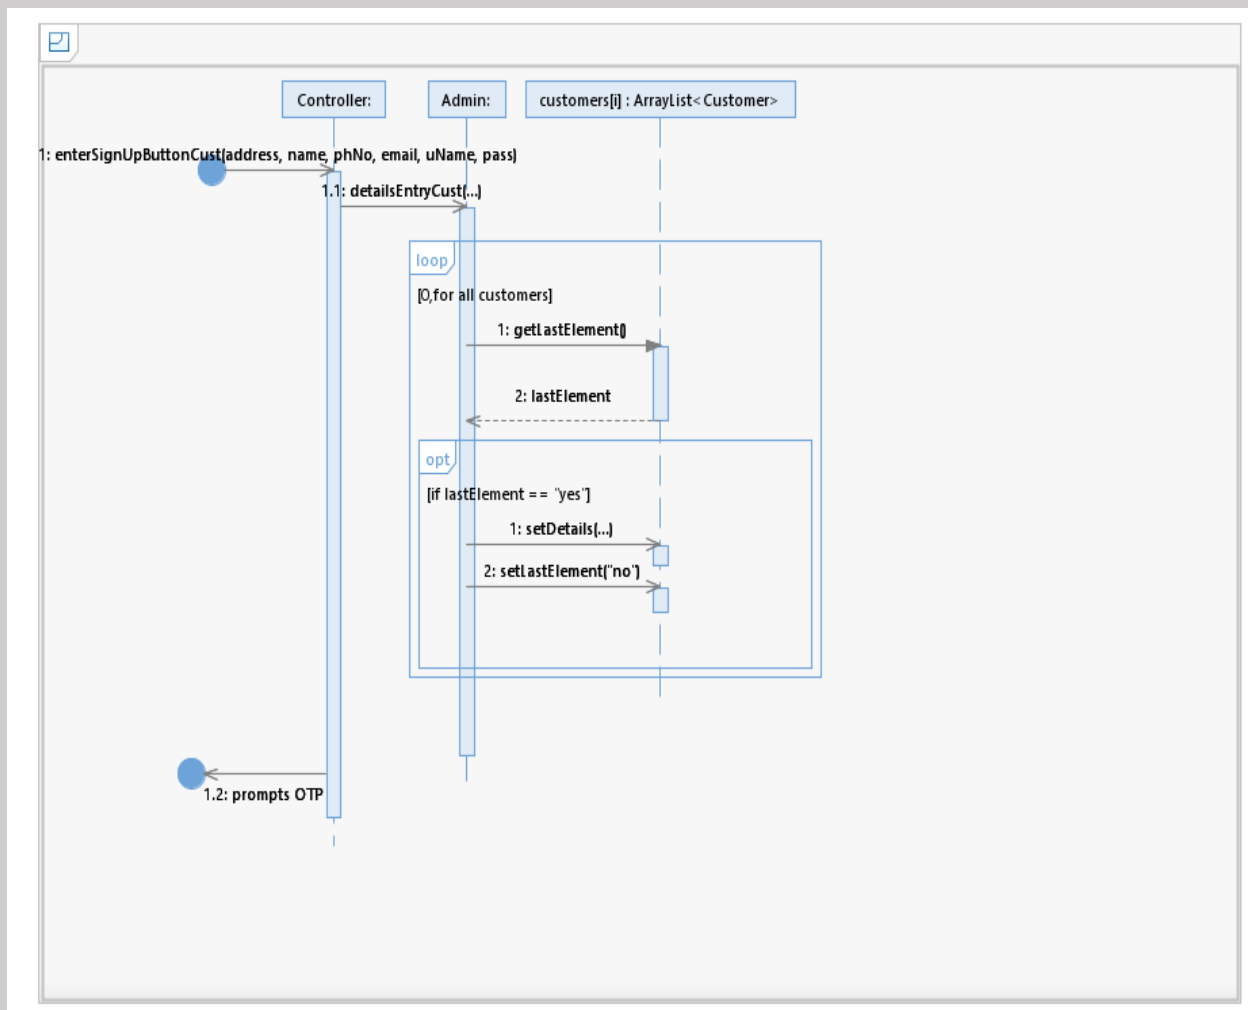 Controller:
Admin:
customers[i] : ArrayList<Customer>
1: enterSignUpButtonCust(address, name, phNo, email, uName, pass)
1.1: detailsEntryCust(...)
loop
[0,for all customers]
1: getLastElement()
2: lastElement
opt
[if lastElement == "yes"]
1: setDetails(...)
2: setLastElement("no")
1.2: prompts OTP